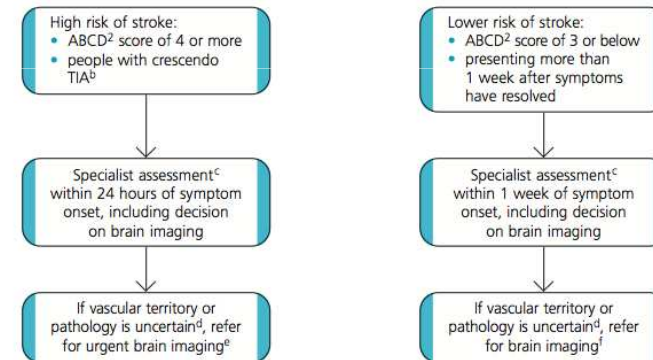 High risk of stroke:
• ABCD² score of 4 or more
• people with crescendo
TIAᵇ
Specialist assessmentᶜ
within 24 hours of symptom
onset, including decision
on brain imaging
If vascular territory or
pathology is uncertainᵈ, refer
for urgent brain imagingᵉ
Lower risk of stroke:
• ABCD² score of 3 or below
• presenting more than
1 week after symptoms
have resolved
Specialist assessmentᶜ
within 1 week of symptom
onset, including decision
on brain imaging
If vascular territory or
pathology is uncertainᵈ, refer
for brain imagingᶠ